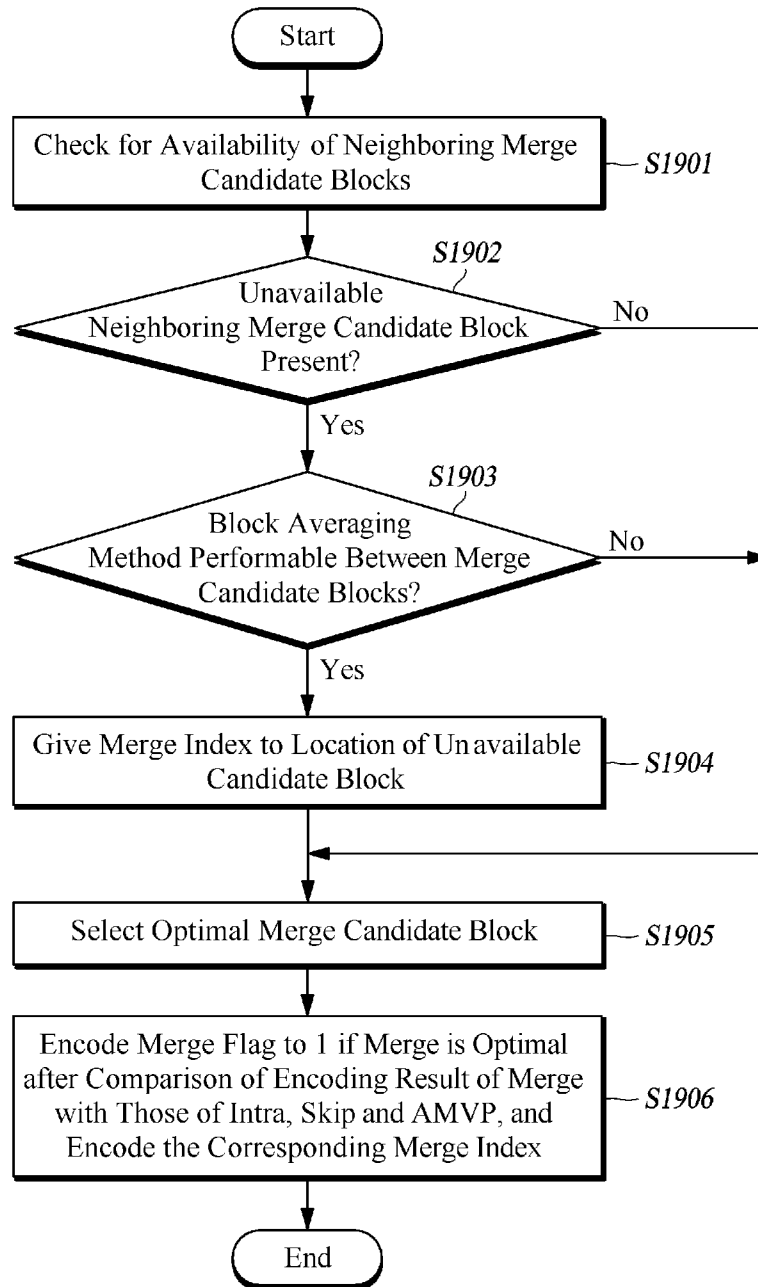 Start
Check for Availability of Neighboring Merge
Candidate Blocks
S1901
S1902
Unavailable
Neighboring Merge Candidate Block
Present?
No
Yes
S1903
Block Averaging
Method Performable Between Merge
Candidate Blocks?
No
Yes
Give Merge Index to Location of Unavailable
Candidate Block
S1904
Select Optimal Merge Candidate Block
S1905
Encode Merge Flag to 1 if Merge is Optimal
after Comparison of Encoding Result of Merge
with Those of Intra, Skip and AMVP, and
Encode the Corresponding Merge Index
S1906
End